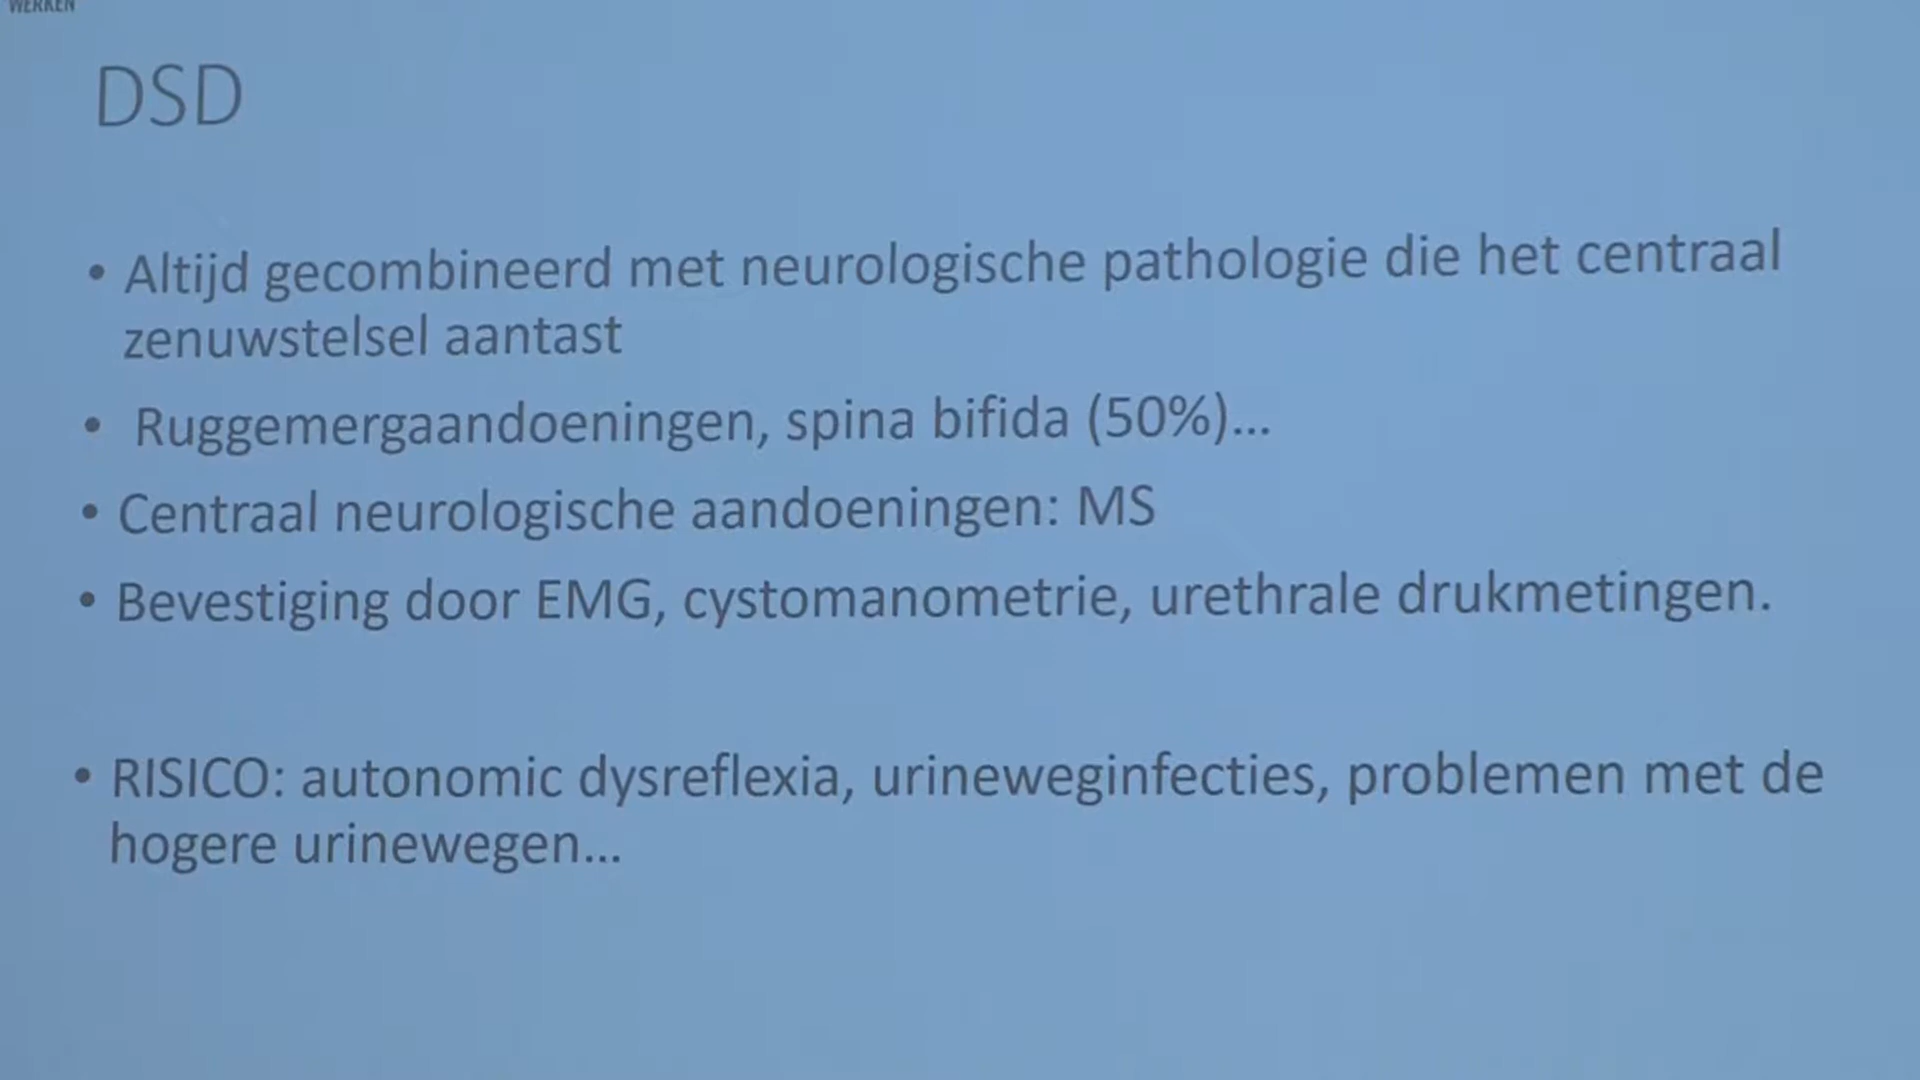 WERKEN
DSD
• Altijd gecombineerd met neurologische pathologie die het centraal
zenuwstelsel aantast
• Ruggemergaandoeningen, spina bifida (50%)...
• Centraal neurologische aandoeningen: MS
• Bevestiging door EMG, cystomanometrie, urethrale drukmetingen.
• RISICO: autonomic dysreflexia, urineweginfecties, problemen met de
hogere urinewegen...